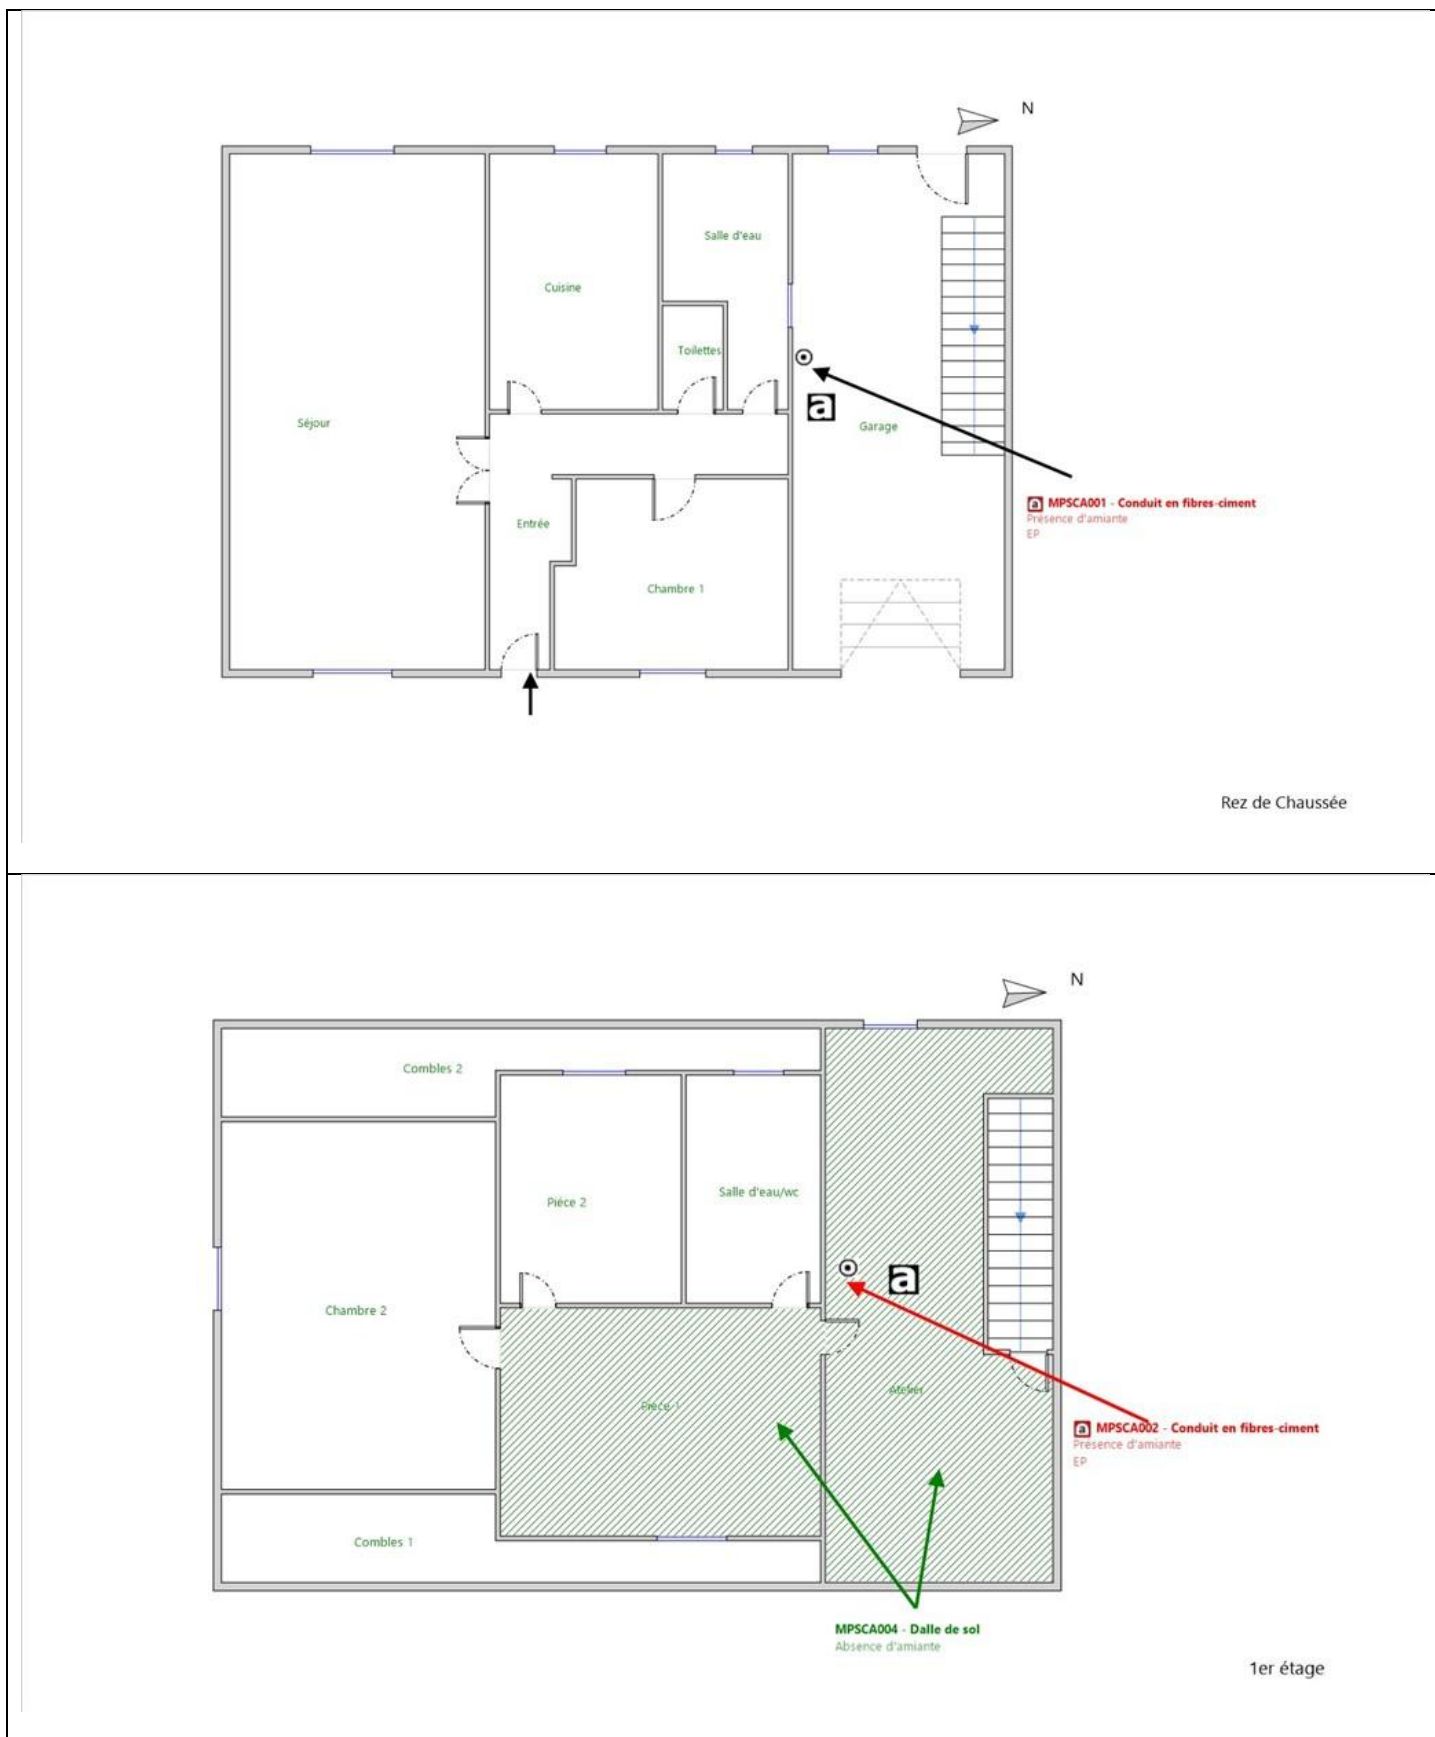 N
Salle d'eau
Cuisine
Toilettes
a
Séjour
Garage
a MPSCA001 - Conduit en fibres-ciment
Présence d'amiante
EP
Entrée
Chambre 1
Rez de Chaussée
N
Combles 2
Salle d'eau/wc
Pièce 2
a
Chambre 2
Atelier
Pièce 1
a MPSCA002 - Conduit en fibres-ciment
Présence d'amiante
EP
Combles 1
MPSCA004 - Dalle de sol
Absence d'amiante
1er étage